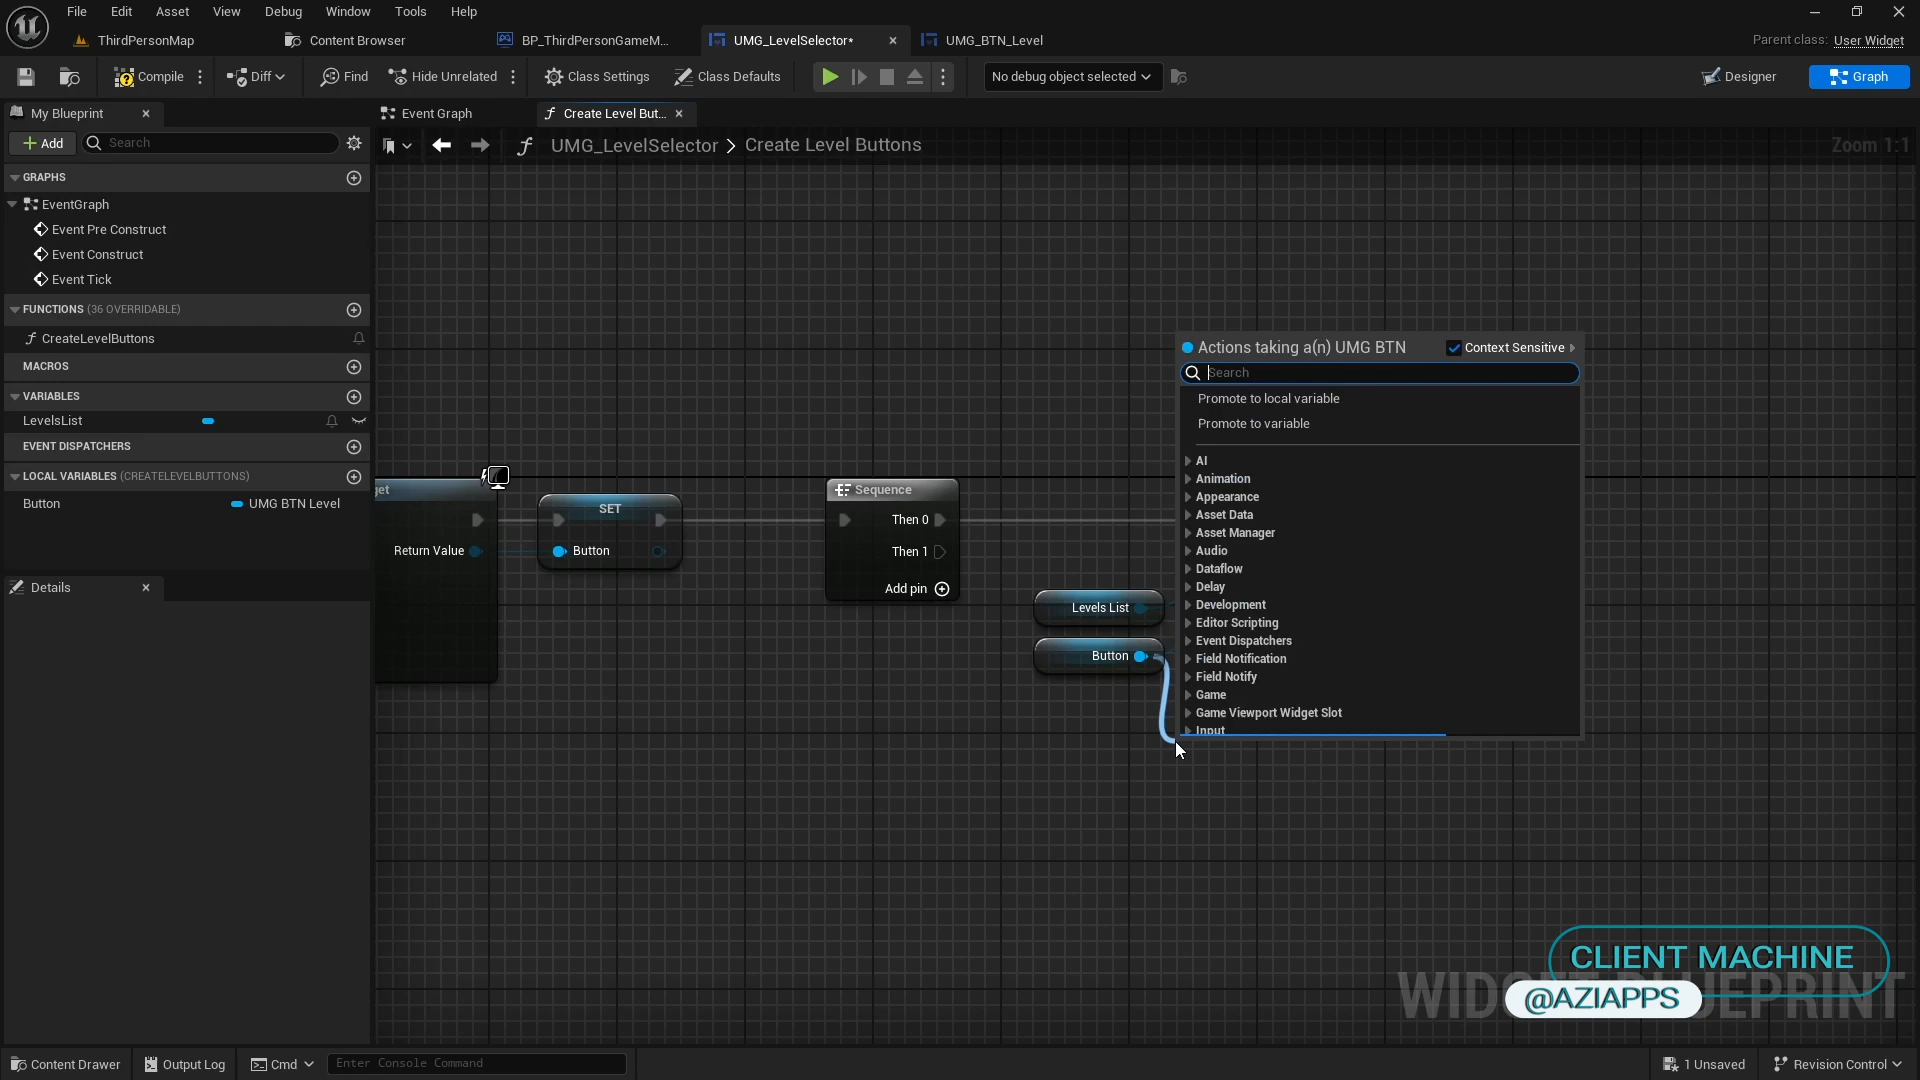 File Edit Asset View Debug Window Tools Help
ThirdPersonMap Content Browser BP_ThirdPersonGameM... UMG_LevelSelector* UMG_BTN_Level Parent class: User Widget
Compile Diff Find Hide Unrelated Class Settings Class Defaults No debug object selected Designer Graph
My Blueprint Event Graph Create Level But...
Add Search UMG_LevelSelector > Create Level Buttons Zoom 1:1
GRAPHS
EventGraph
Event Pre Construct
Event Construct
Event Tick
FUNCTIONS (36 OVERRIDABLE)
CreateLevelButtons
MACROS
VARIABLES
LevelsList
EVENT DISPATCHERS
LOCAL VARIABLES (CREATELEVELBUTTONS)
Button UMG BTN Level
Details
get
Return Value
SET
Button
Sequence
Then 0
Then 1
Add pin
Levels List
Button
Actions taking a(n) UMG BTN Context Sensitive
Search
Promote to local variable
Promote to variable
AI
Animation
Appearance
Asset Data
Asset Manager
Audio
Dataflow
Delay
Development
Editor Scripting
Event Dispatchers
Field Notification
Field Notify
Game
Game Viewport Widget Slot
Input
CLIENT MACHINE
@AZIAPPS
Content Drawer Output Log Cmd Enter Console Command 1 Unsaved Revision Control